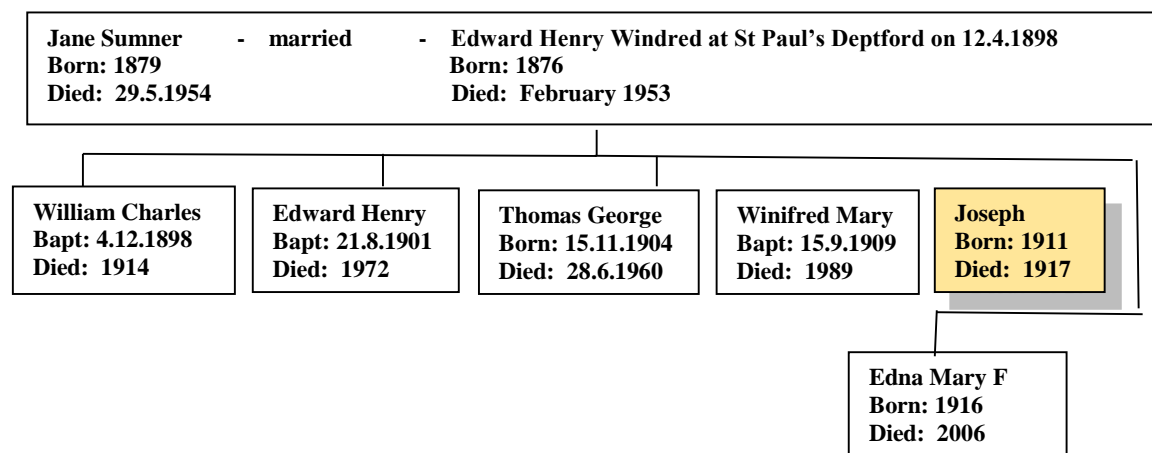 Jane Sumner - married - Edward Henry Windred at St Paul's Deptford on 12.4.1898
Born: 1879 Born: 1876
Died: 29.5.1954 Died: February 1953
William Charles
Bapt: 4.12.1898
Died: 1914
Edward Henry
Bapt: 21.8.1901
Died: 1972
Thomas George
Born: 15.11.1904
Died: 28.6.1960
Winifred Mary
Bapt: 15.9.1909
Died: 1989
Joseph
Born: 1911
Died: 1917
Edna Mary F
Born: 1916
Died: 2006